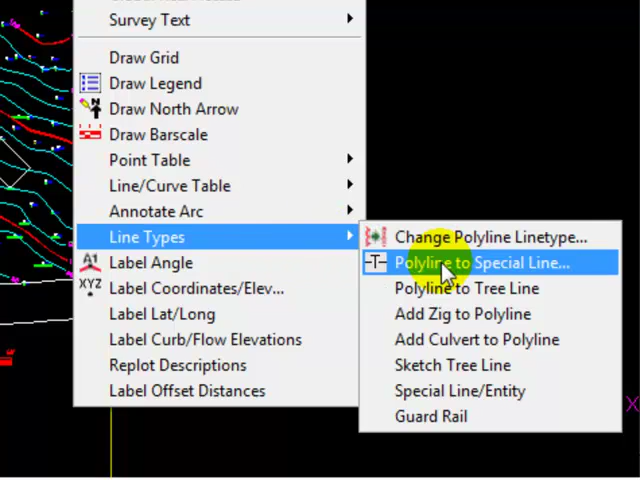 Survey Text
Draw Grid
Draw Legend
N
Draw North Arrow
Draw Barscale
Point Table
Line/Curve Table
Annotate Arc
Line Types
A1
Label Angle
XYZ
Label Coordinates/Elev...
Label Lat/Long
Label Curb/Flow Elevations
Replot Descriptions
Label Offset Distances
Change Polyline Linetype...
T
Polyline to Special Line...
Polyline to Tree Line
Add Zig to Polyline
Add Culvert to Polyline
Sketch Tree Line
Special Line/Entity
Guard Rail
X